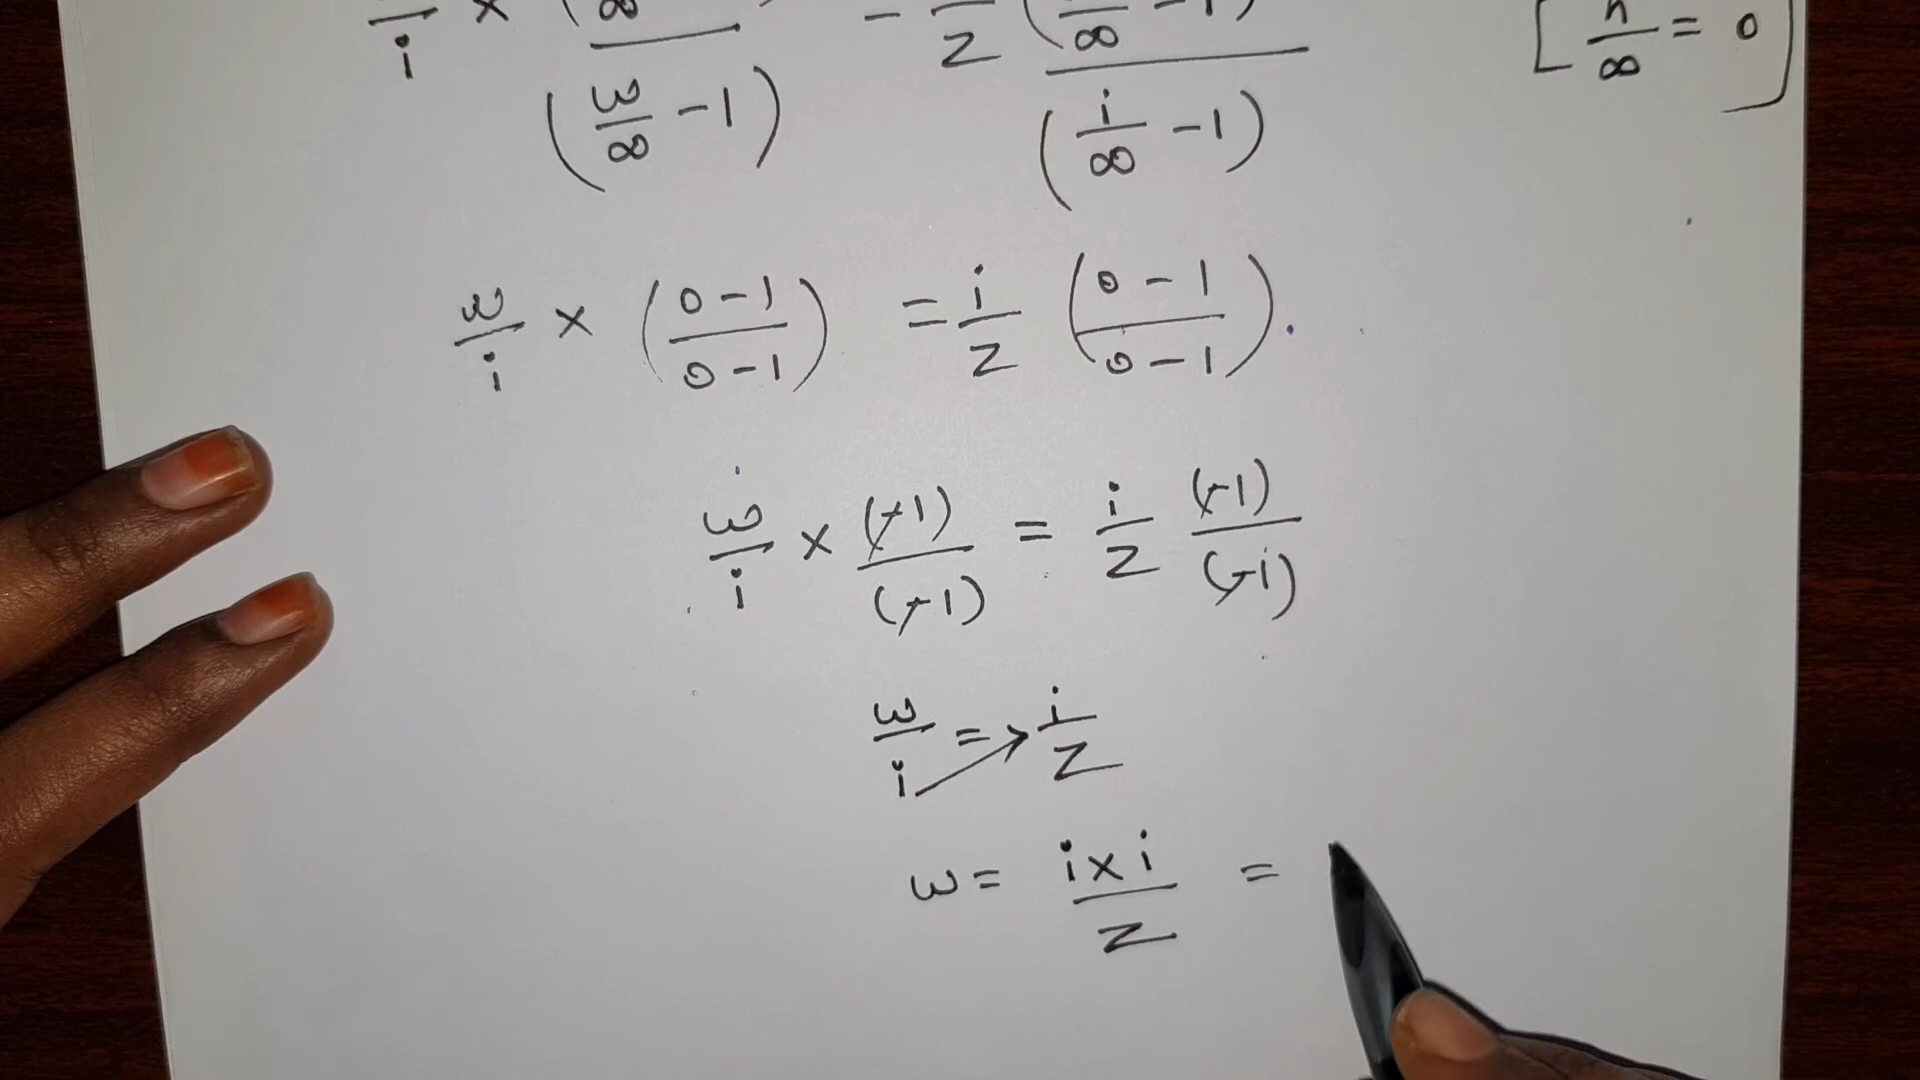 [n/∞ = 0]
(ω/∞ - 1) (i/∞ - 1)
ω/i × ((0-1)/(0-1)) = i/z ((0-1)/(0-1)).
ω/i × (-1)/(-1) = i/z (-1)/(-1)
ω/i = i/z
ω = i×i/z =